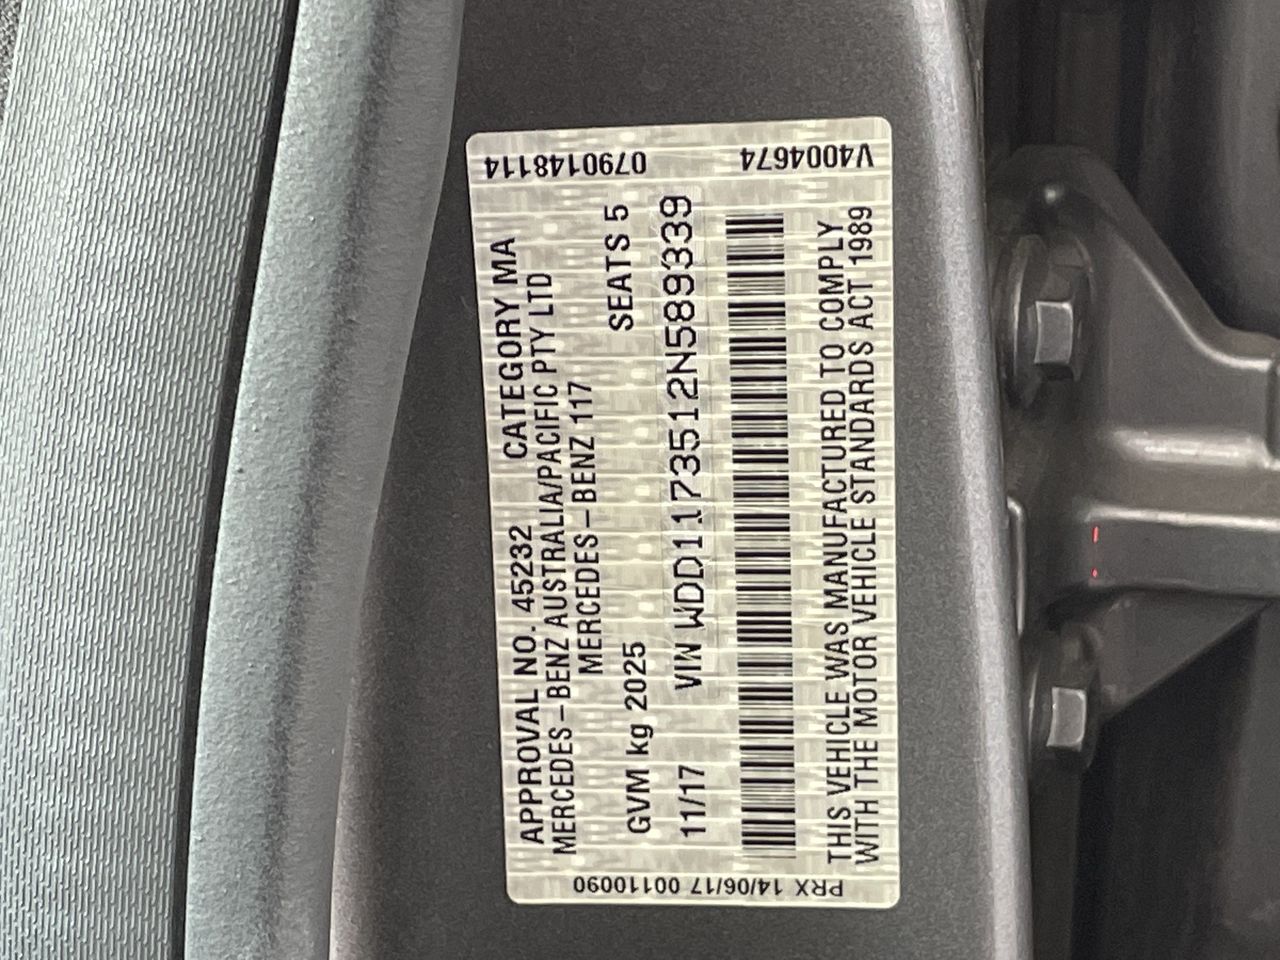 APPROVAL NO. 45232 CATEGORY MA
MERCEDES-BENZ AUSTRALIA/PACIFIC PTY LTD
MERCEDES-BENZ 117
GVM kg 2025 SEATS 5
11/17 VIN WDD1173512N589339
THIS VEHICLE WAS MANUFACTURED TO COMPLY
WITH THE MOTOR VEHICLE STANDARDS ACT 1989
0790148114 V4004674
PRX 14/06/17 00110090